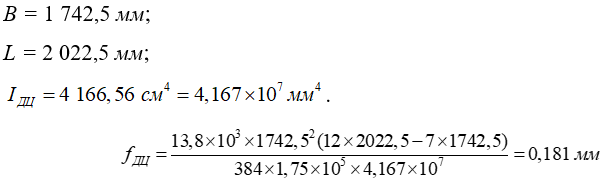 B = 1 742,5 мм;
L = 2 022,5 мм;
I_ДЦ = 4 166,56 см⁴ = 4,167×10⁷ мм⁴ .
f_ДЦ = 13,8×10³×1742,5²(12×2022,5−7×1742,5) / 384×1,75×10⁵×4,167×10⁷ = 0,181 мм